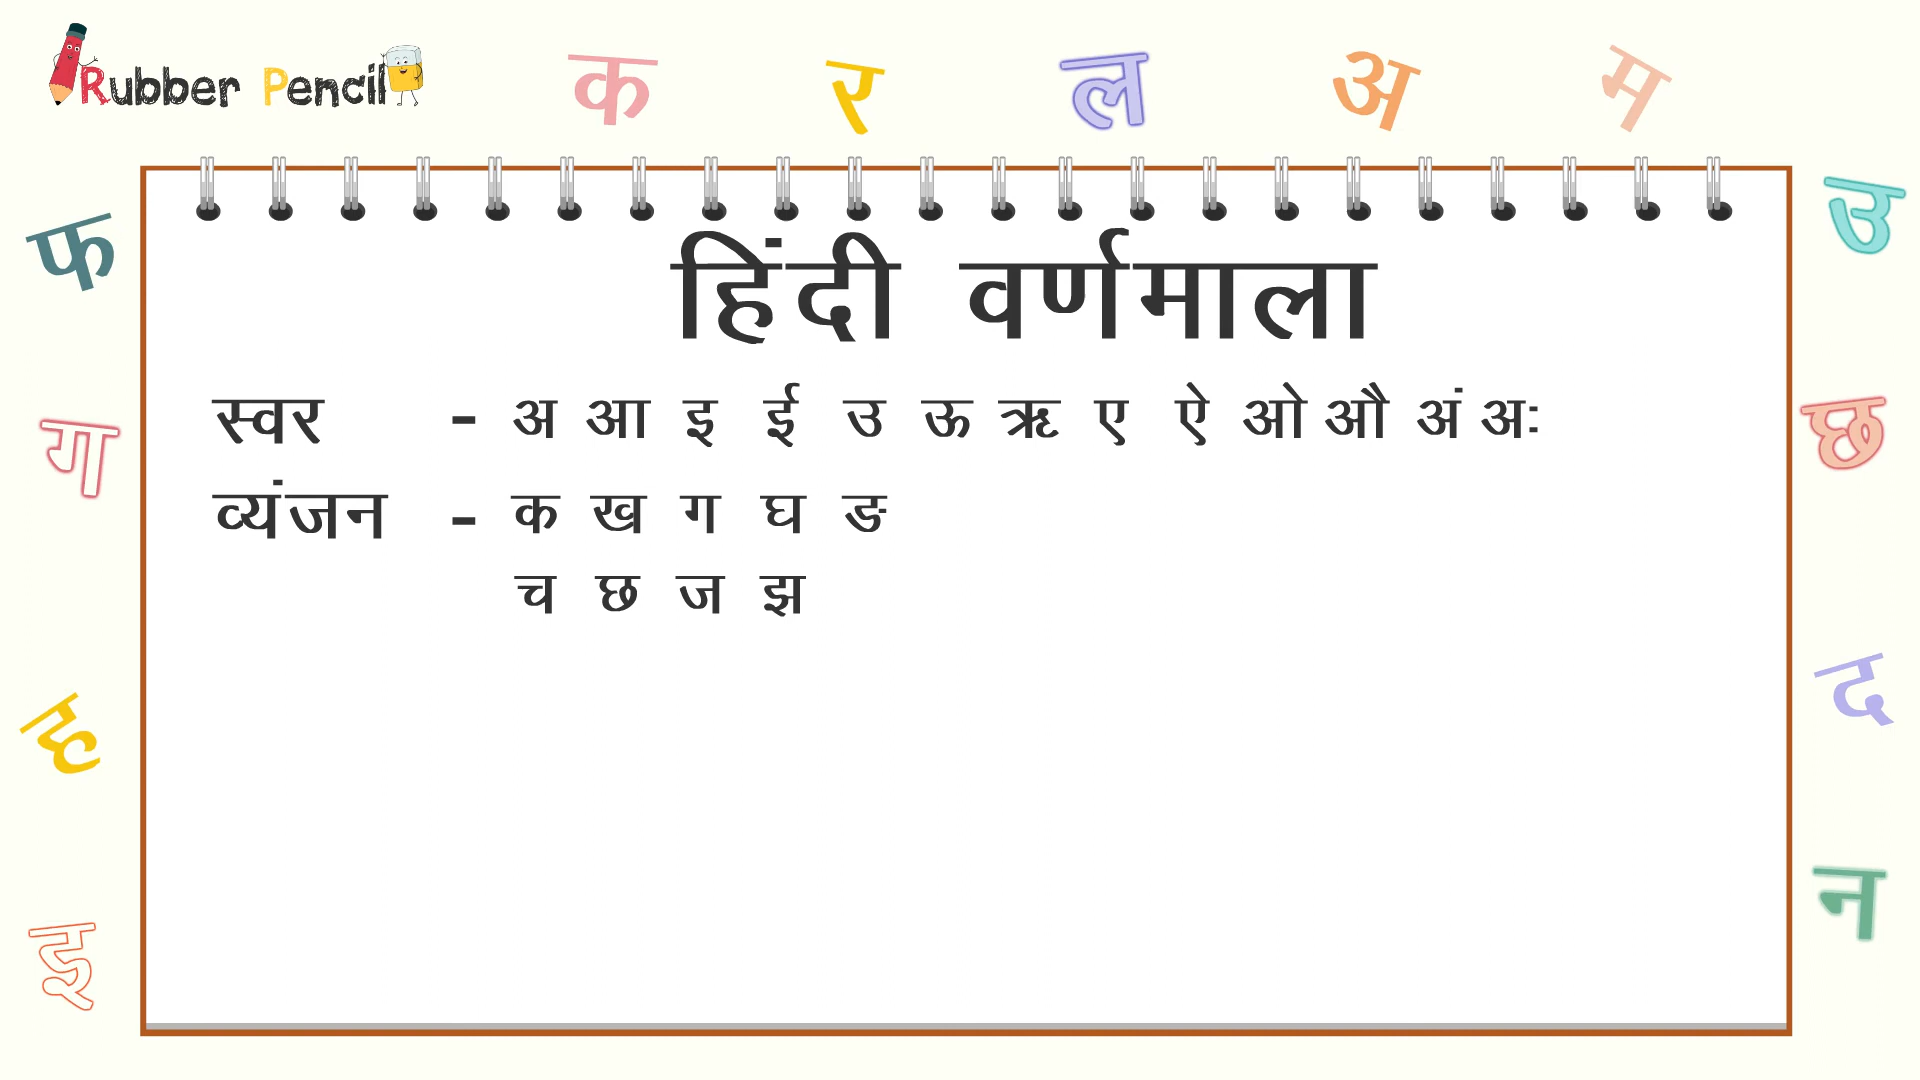 Rubber Pencil
क र ल अ म
फ उ
हिंदी वर्णमाला
ग छ
स्वर - अ आ इ ई उ ऊ ऋ ए ऐ ओ औ अं अः
व्यंजन - क ख ग घ ङ
च छ ज झ
द
न
इ